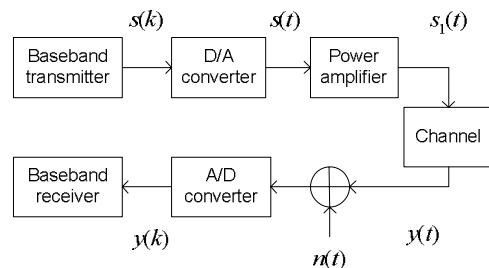 s(k)
s(t)
s₁(t)
Baseband
transmitter
D/A
converter
Power
amplifier
Channel
Baseband
receiver
A/D
converter
y(k)
n(t)
y(t)